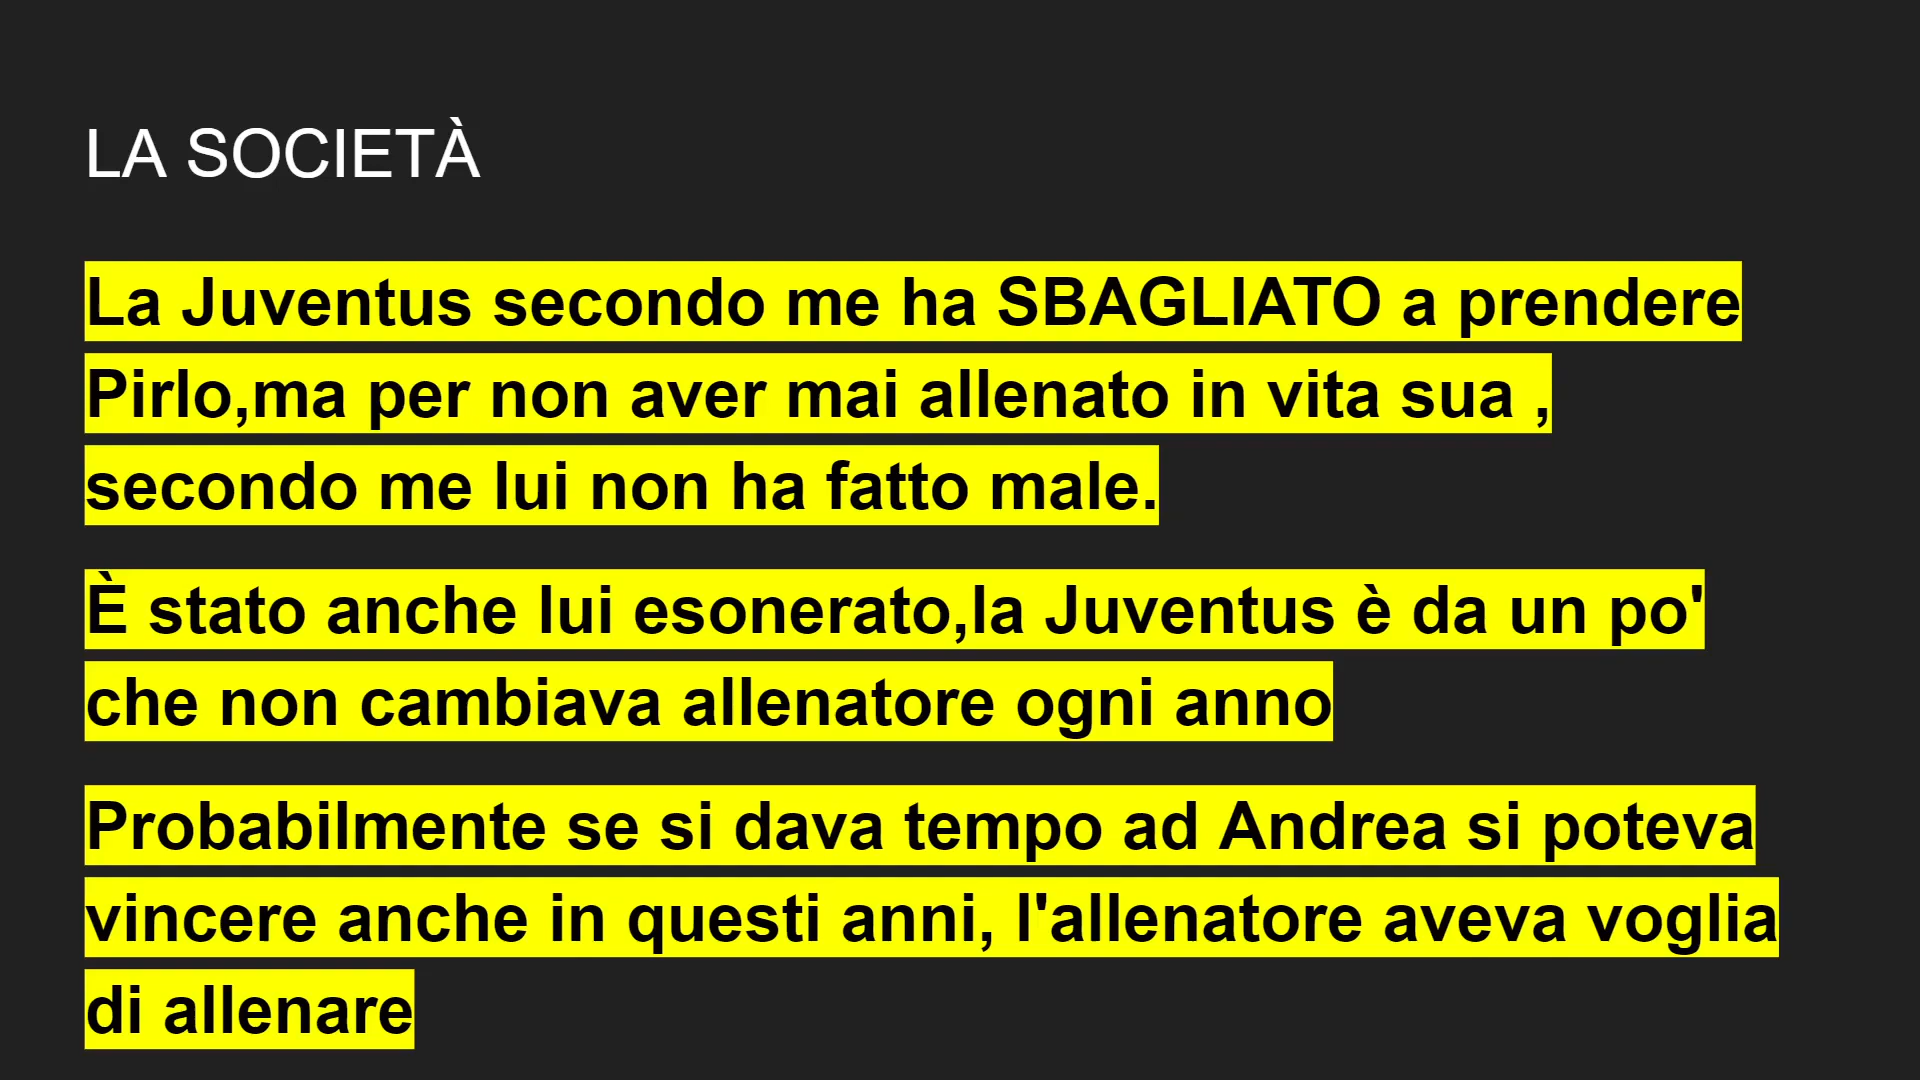 LA SOCIETÀ
La Juventus secondo me ha SBAGLIATO a prendere
Pirlo,ma per non aver mai allenato in vita sua ,
secondo me lui non ha fatto male.
È stato anche lui esonerato,la Juventus è da un po'
che non cambiava allenatore ogni anno
Probabilmente se si dava tempo ad Andrea si poteva
vincere anche in questi anni, l'allenatore aveva voglia
di allenare